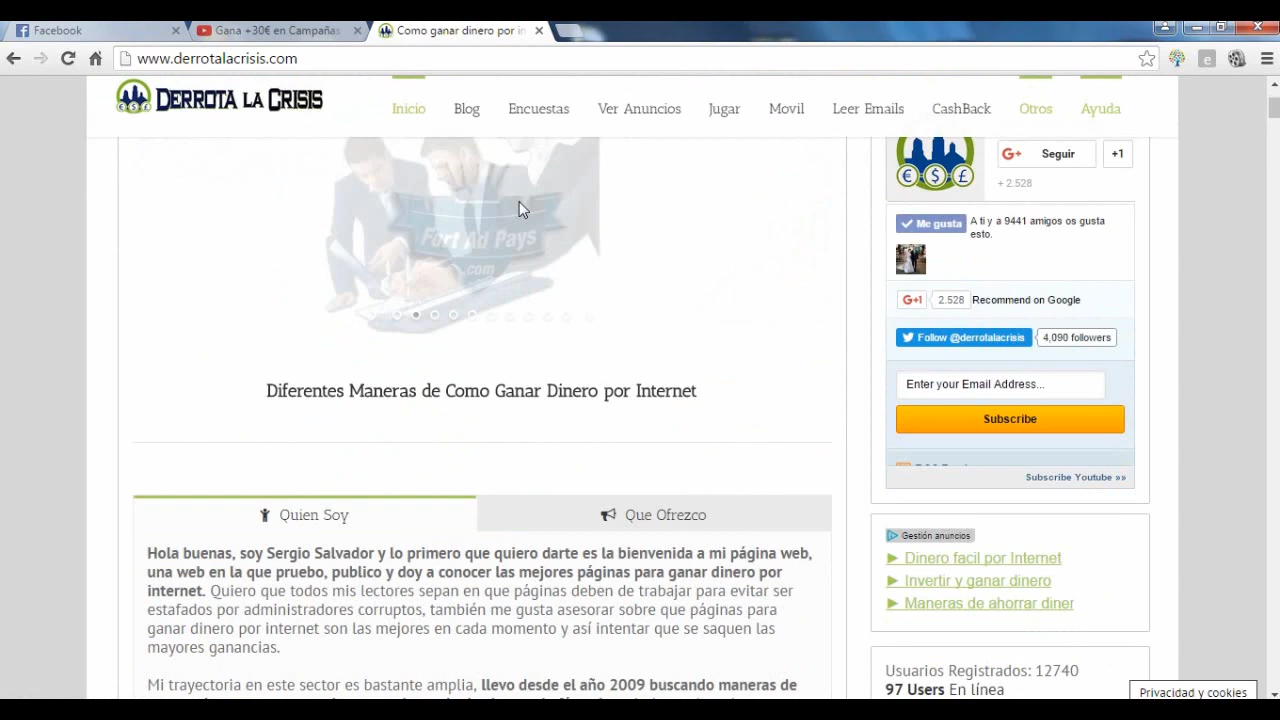 Facebook
Gana +30€ en Campañas
Como ganar dinero por in
www.derrotalacrisis.com
DERROTA LA CRISIS
Inicio
Blog
Encuestas
Ver Anuncios
Jugar
Movil
Leer Emails
CashBack
Otros
Ayuda
Fort Ad Pays
.com
Diferentes Maneras de Como Ganar Dinero por Internet
Quien Soy
Que Ofrezco
Hola buenas, soy Sergio Salvador y lo primero que quiero darte es la bienvenida a mi página web,
una web en la que pruebo, publico y doy a conocer las mejores páginas para ganar dinero por
internet. Quiero que todos mis lectores sepan en que páginas deben de trabajar para evitar ser
estafados por administradores corruptos, también me gusta asesorar sobre que páginas para
ganar dinero por internet son las mejores en cada momento y así intentar que se saquen las
mayores ganancias.
Mi trayectoria en este sector es bastante amplia, llevo desde el año 2009 buscando maneras de
€ $ £
G+ Seguir
+1
+ 2.528
Me gusta
A ti y a 9441 amigos os gusta
esto.
G+1
2.528
Recommend on Google
Follow @derrotalacrisis
4,090 followers
Enter your Email Address...
Subscribe
Subscribe Youtube »»
Gestión anuncios
► Dinero facil por Internet
► Invertir y ganar dinero
► Maneras de ahorrar diner
Usuarios Registrados: 12740
97 Users En línea
Privacidad y cookies